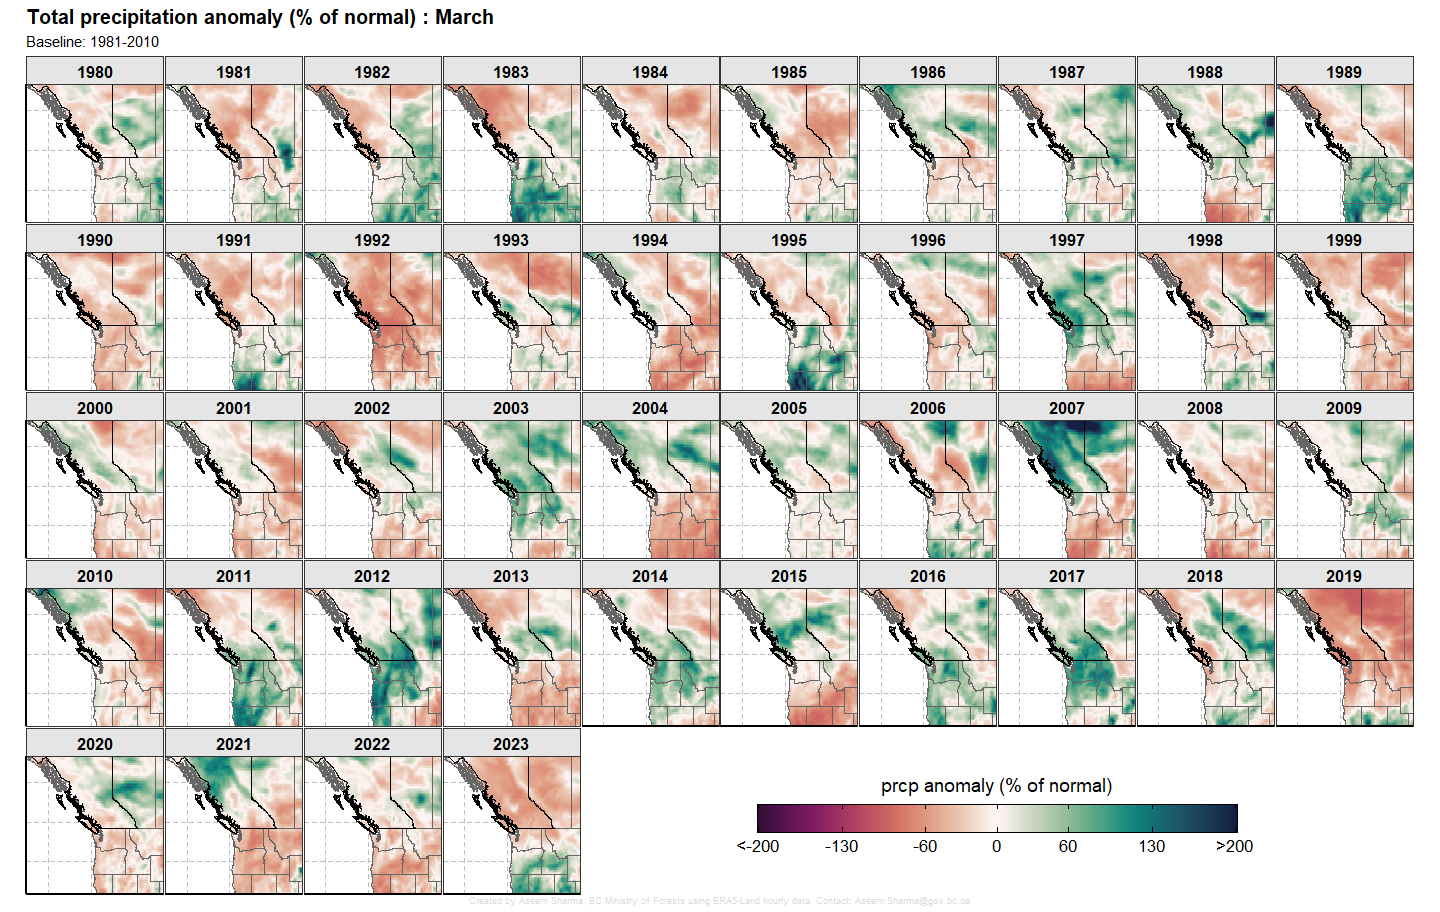 Total precipitation anomaly (% of normal) : March
Baseline: 1981-2010
1980 1981 1982 1983 1984 1985 1986 1987 1988 1989
1990 1991 1992 1993 1994 1995 1996 1997 1998 1999
2000 2001 2002 2003 2004 2005 2006 2007 2008 2009
2010 2011 2012 2013 2014 2015 2016 2017 2018 2019
2020 2021 2022 2023
prcp anomaly (% of normal)
<-200 -130 -60 0 60 130 >200
Created by Aseem Sharma, BC Ministry of Forests using ERA5-Land hourly data. Contact: Aseem.Sharma@gov.bc.ca